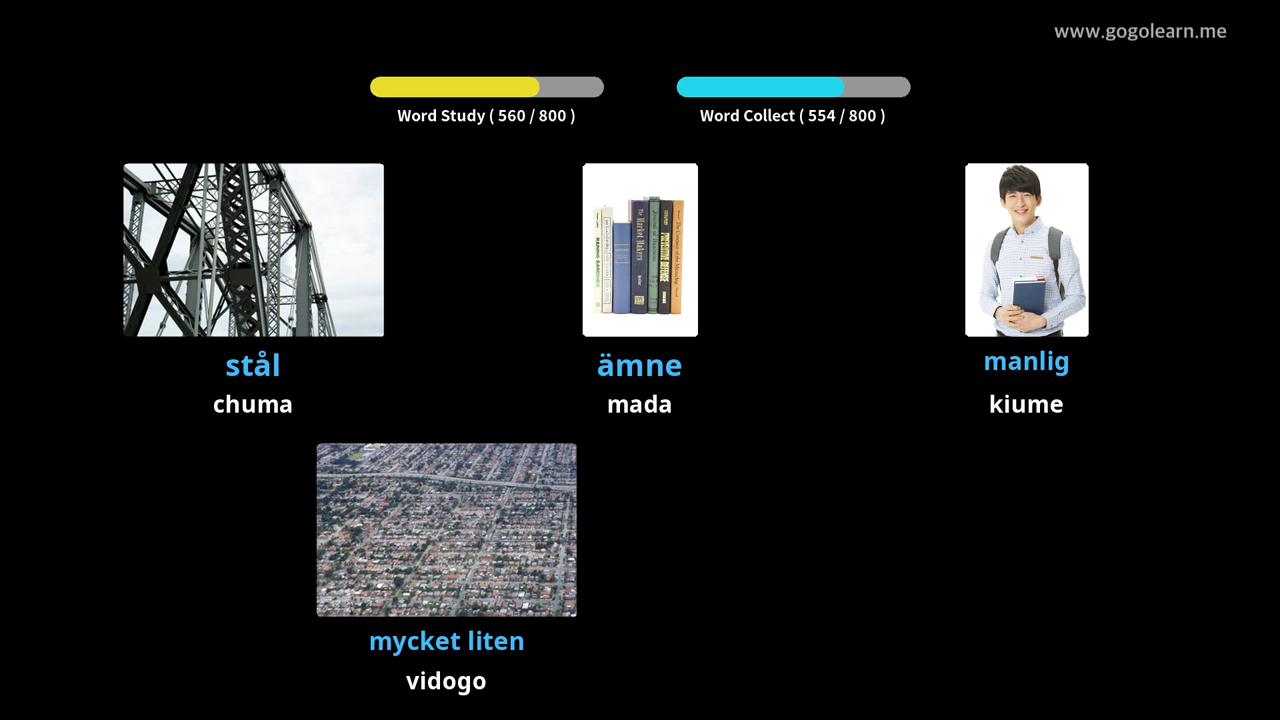 www.gogolearn.me
Word Study ( 560 / 800 )
Word Collect ( 554 / 800 )
stål
ämne
manlig
chuma
mada
kiume
mycket liten
vidogo